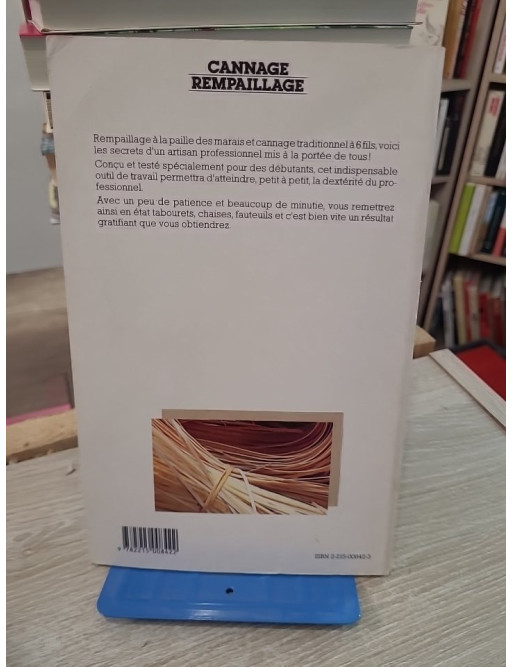 CANNAGE
REMPAILLAGE
Rempaillage à la paille des marais et cannage traditionnel à 6 fils, voici
les secrets d'un artisan professionnel mis à la portée de tous!
Conçu et testé spécialement pour des débutants, cet indispensable
outil de travail permettra d'atteindre, petit à petit, la dextérité du pro-
fessionnel.
Avec un peu de patience et beaucoup de minutie, vous remettrez
ainsi en état tabourets, chaises, fauteuils et c'est bien vite un résultat
gratifiant que vous obtiendrez.